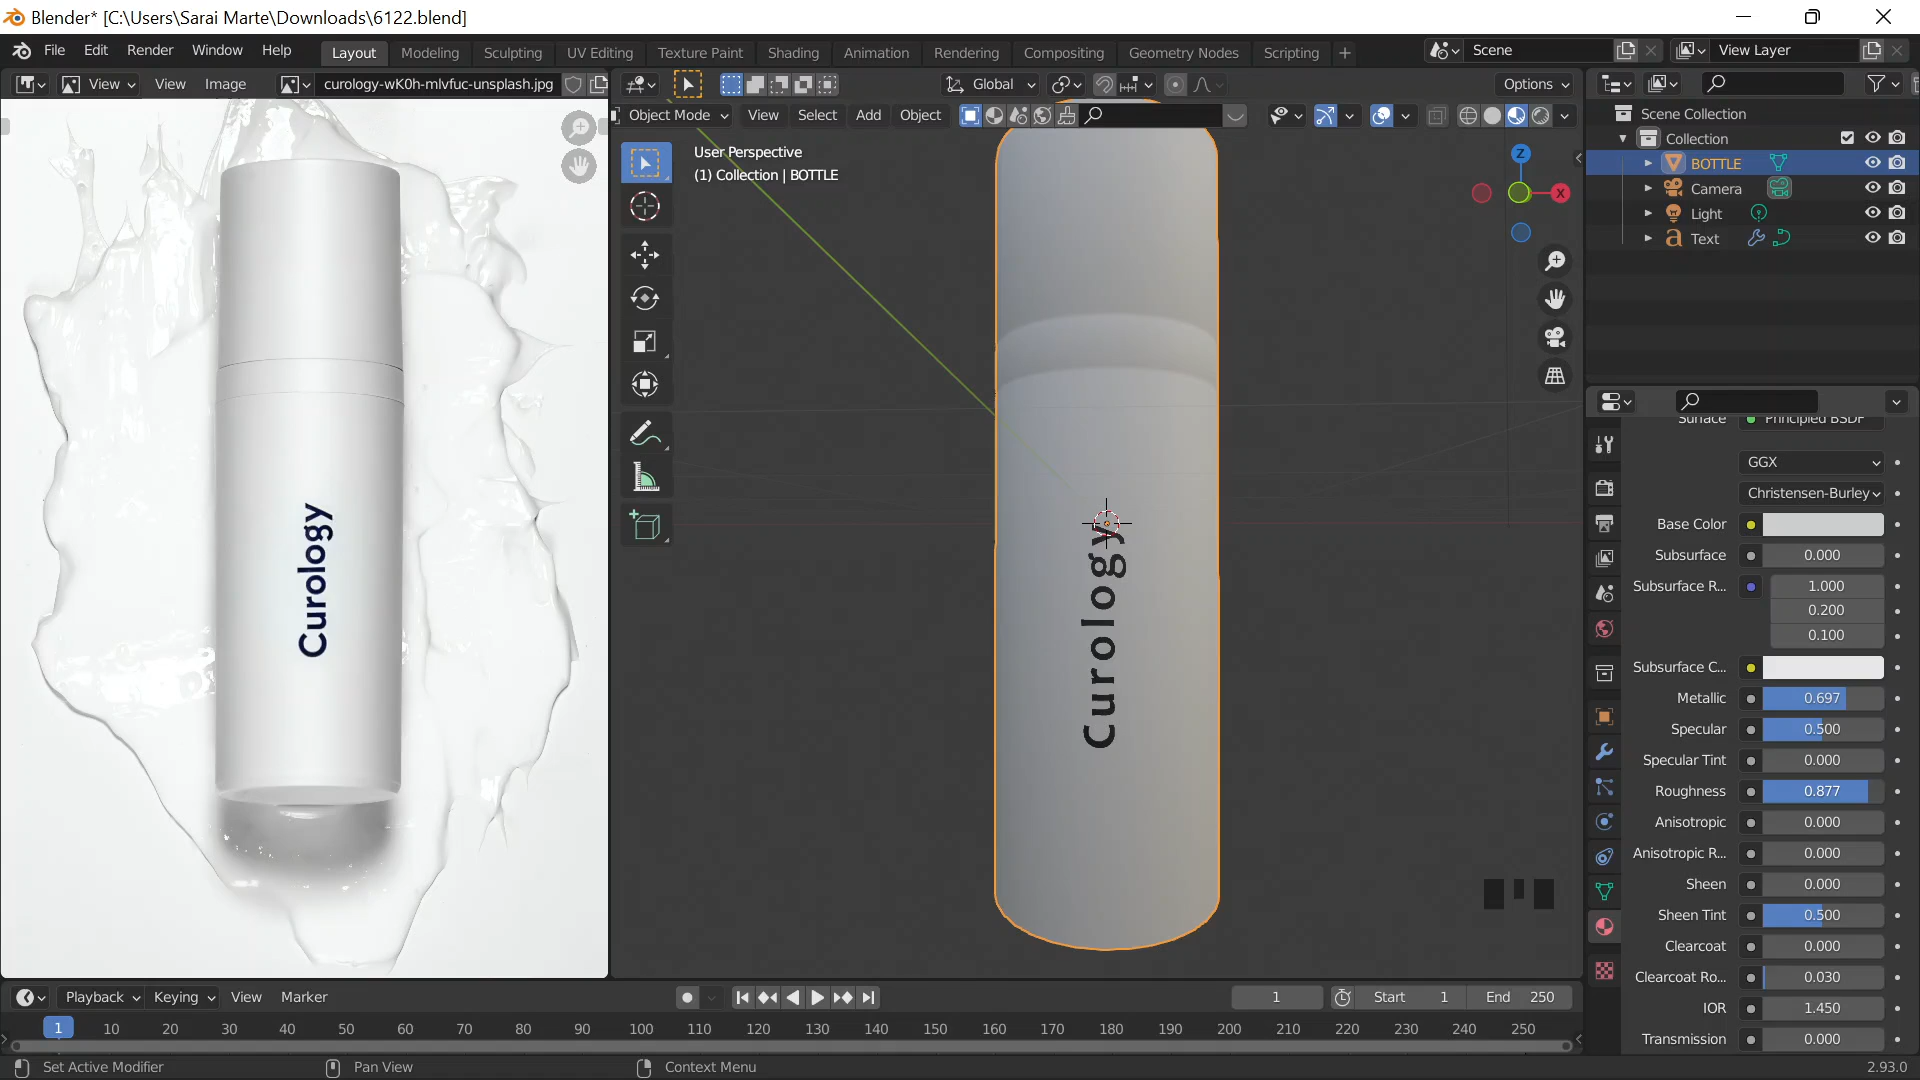 Blender* [C:\Users\Sarai Marte\Downloads\6122.blend]
File Edit Render Window Help
Layout Modeling Sculpting UV Editing Texture Paint Shading Animation Rendering Compositing Geometry Nodes Scripting +
Scene
View Layer
View View Image curology-wK0h-mlvfuc-unsplash.jpg
Global
Options
Object Mode View Select Add Object
User Perspective
(1) Collection | BOTTLE
Z
X
Curology
Curology
Scene Collection
Collection
BOTTLE
Camera
Light
Text
Surface Principled BSDF
GGX
Christensen-Burley
Base Color
Subsurface 0.000
Subsurface R... 1.000
0.200
0.100
Subsurface C...
Metallic 0.697
Specular 0.500
Specular Tint 0.000
Roughness 0.877
Anisotropic 0.000
Anisotropic R... 0.000
Sheen 0.000
Sheen Tint 0.500
Clearcoat 0.000
Clearcoat Ro... 0.030
IOR 1.450
Transmission 0.000
Playback Keying View Marker
1
Start 1
End 250
1 10 20 30 40 50 60 70 80 90 100 110 120 130 140 150 160 170 180 190 200 210 220 230 240 250
Set Active Modifier
Pan View
Context Menu
2.93.0